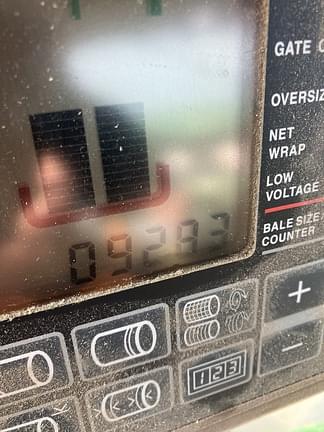 GATE
OVERSIZ
NET
WRAP
LOW
VOLTAGE
BALE SIZE
COUNTER
09283
+
-
123